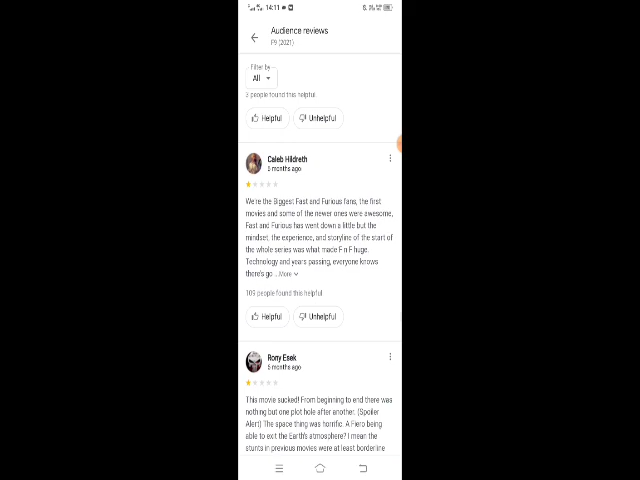 14:11
Audience reviews
F9 (2021)
Filter by
All
3 people found this helpful.
Helpful Unhelpful
Caleb Hildreth
5 months ago
We're the Biggest Fast and Furious fans, the first
movies and some of the newer ones were awesome,
Fast and Furious has went down a little but the
mindset, the experience, and storyline of the start of
the whole series was what made F n F huge.
Technology and years passing, everyone knows
there's go ...More
109 people found this helpful
Helpful Unhelpful
Rony Esek
5 months ago
This movie sucked! From beginning to end there was
nothing but one plot hole after another. (Spoiler
Alert) The space thing was horrific. A Fiero being
able to exit the Earth's atmosphere? I mean the
stunts in previous movies were at least borderline